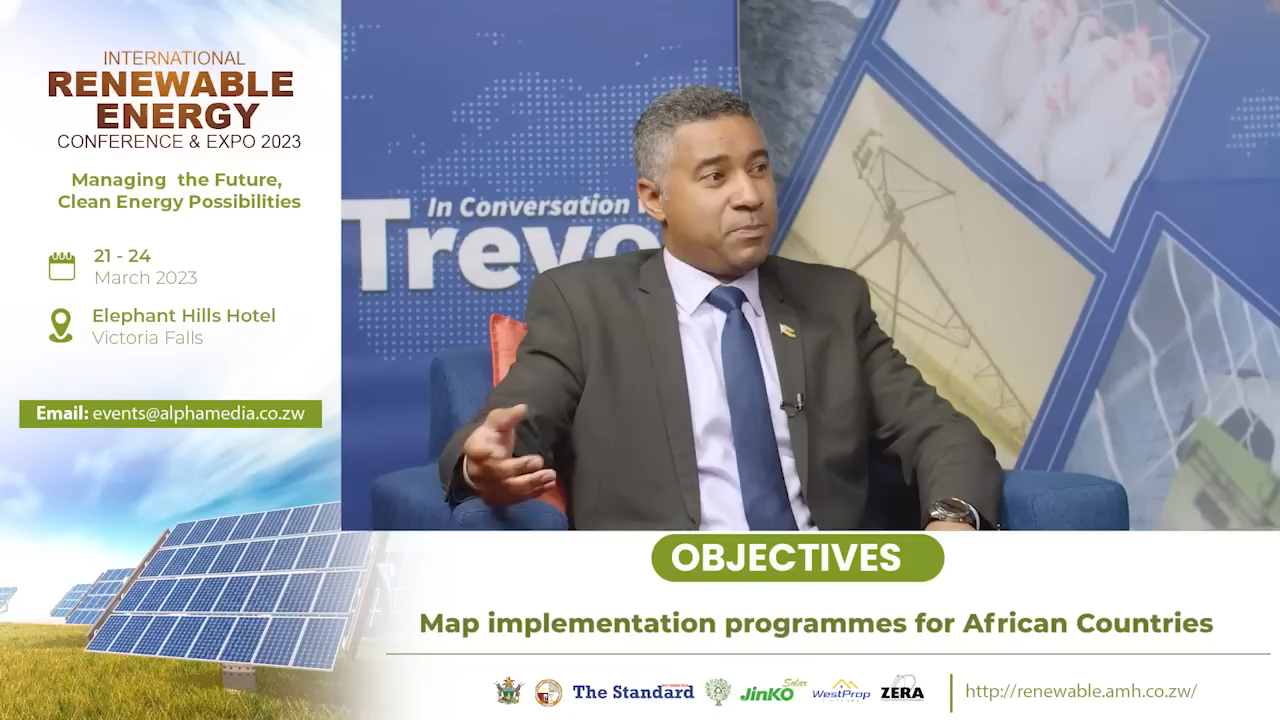 INTERNATIONAL
RENEWABLE
ENERGY
CONFERENCE & EXPO 2023
Managing the Future,
Clean Energy Possibilities
21 - 24
March 2023
Elephant Hills Hotel
Victoria Falls
Email: events@alphamedia.co.zw
In Conversation
Trevo
OBJECTIVES
Map implementation programmes for African Countries
The Standard
JinKO Solar
WestProp
ZERA
http://renewable.amh.co.zw/